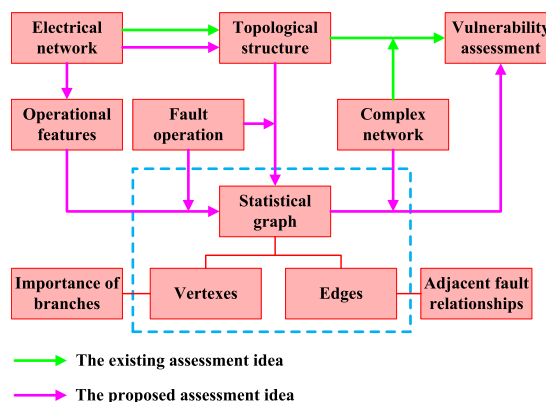 Electrical
network
Topological
structure
Vulnerability
assessment
Operational
features
Fault
operation
Complex
network
Statistical
graph
Importance of
branches
Vertexes
Edges
Adjacent fault
relationships
The existing assessment idea
The proposed assessment idea